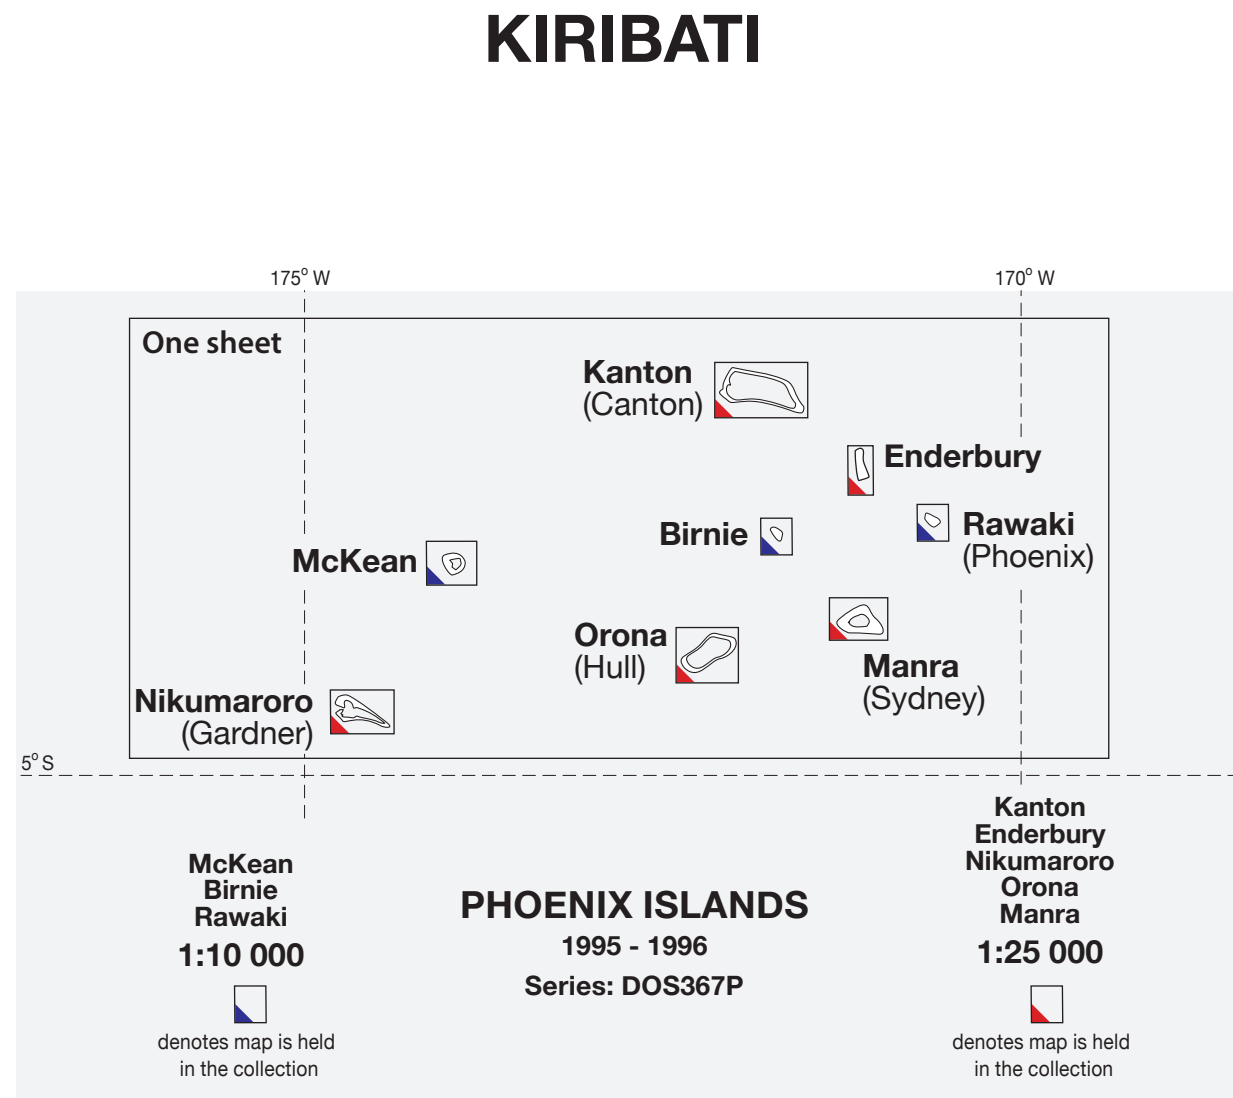 KIRIBATI
175° W
170° W
One sheet
Kanton
(Canton)
Enderbury
Rawaki
(Phoenix)
Birnie
McKean
Orona
(Hull)
Manra
(Sydney)
Nikumaroro
(Gardner)
5° S
McKean
Birnie
Rawaki
1:10 000
denotes map is held
in the collection
PHOENIX ISLANDS
1995 - 1996
Series: DOS367P
Kanton
Enderbury
Nikumaroro
Orona
Manra
1:25 000
denotes map is held
in the collection